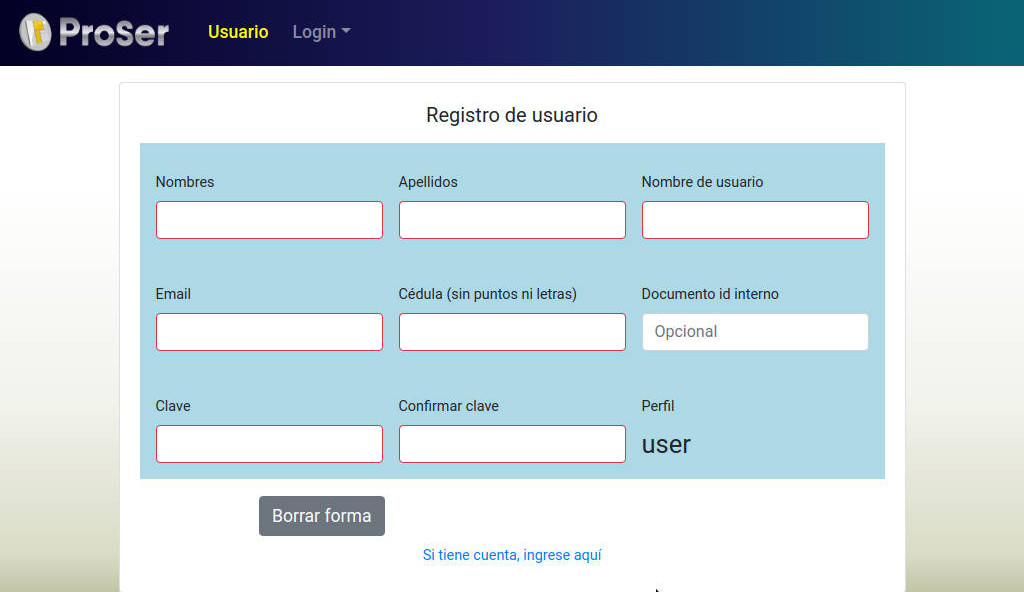 ProSer Usuario Login
Registro de usuario
Nombres Apellidos Nombre de usuario
Email Cédula (sin puntos ni letras) Documento id interno
Opcional
Clave Confirmar clave Perfil
user
Borrar forma
Si tiene cuenta, ingrese aquí